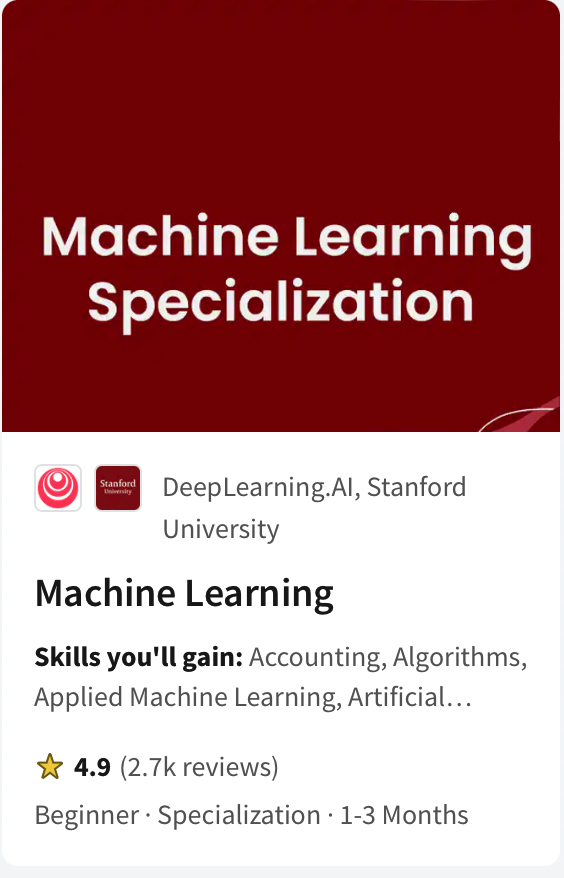 Machine Learning
Specialization
Stanford
University
DeepLearning.AI, Stanford
University
Machine Learning
Skills you'll gain: Accounting, Algorithms,
Applied Machine Learning, Artificial…
4.9 (2.7k reviews)
Beginner · Specialization · 1-3 Months